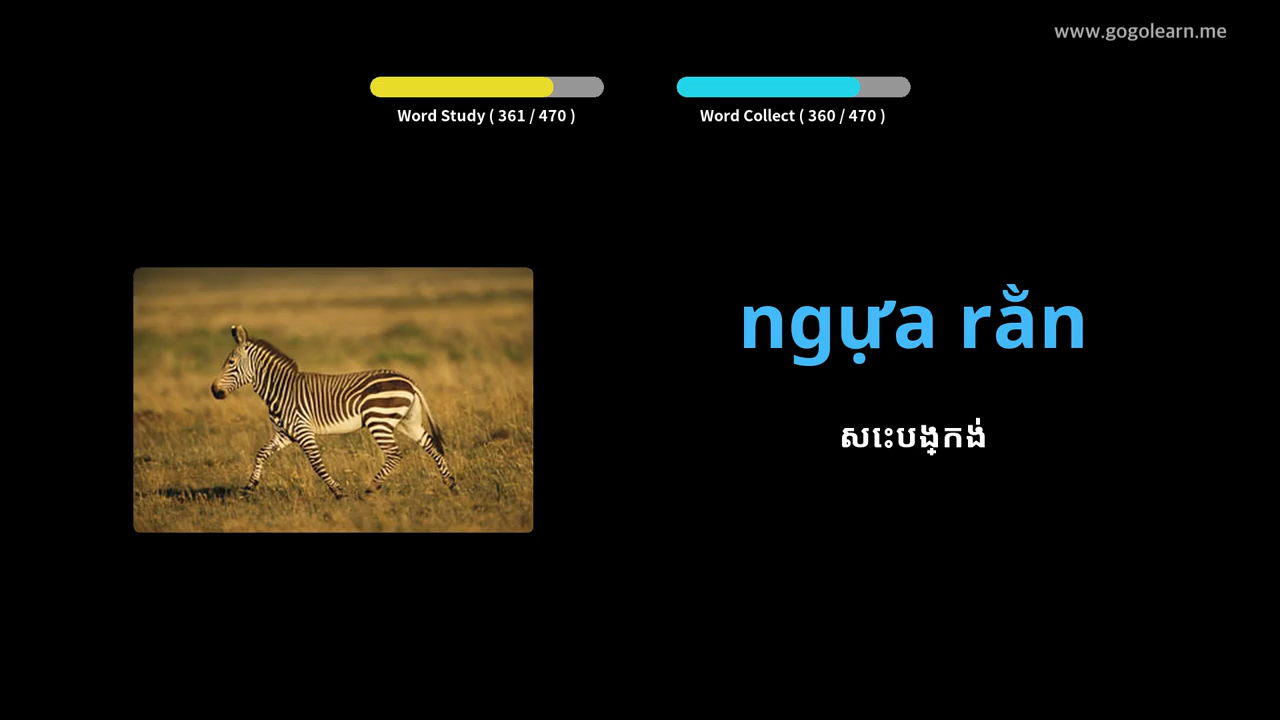 www.gogolearn.me
Word Study ( 361 / 470 )
Word Collect ( 360 / 470 )
ngựa rằn
សេះបង្កង់